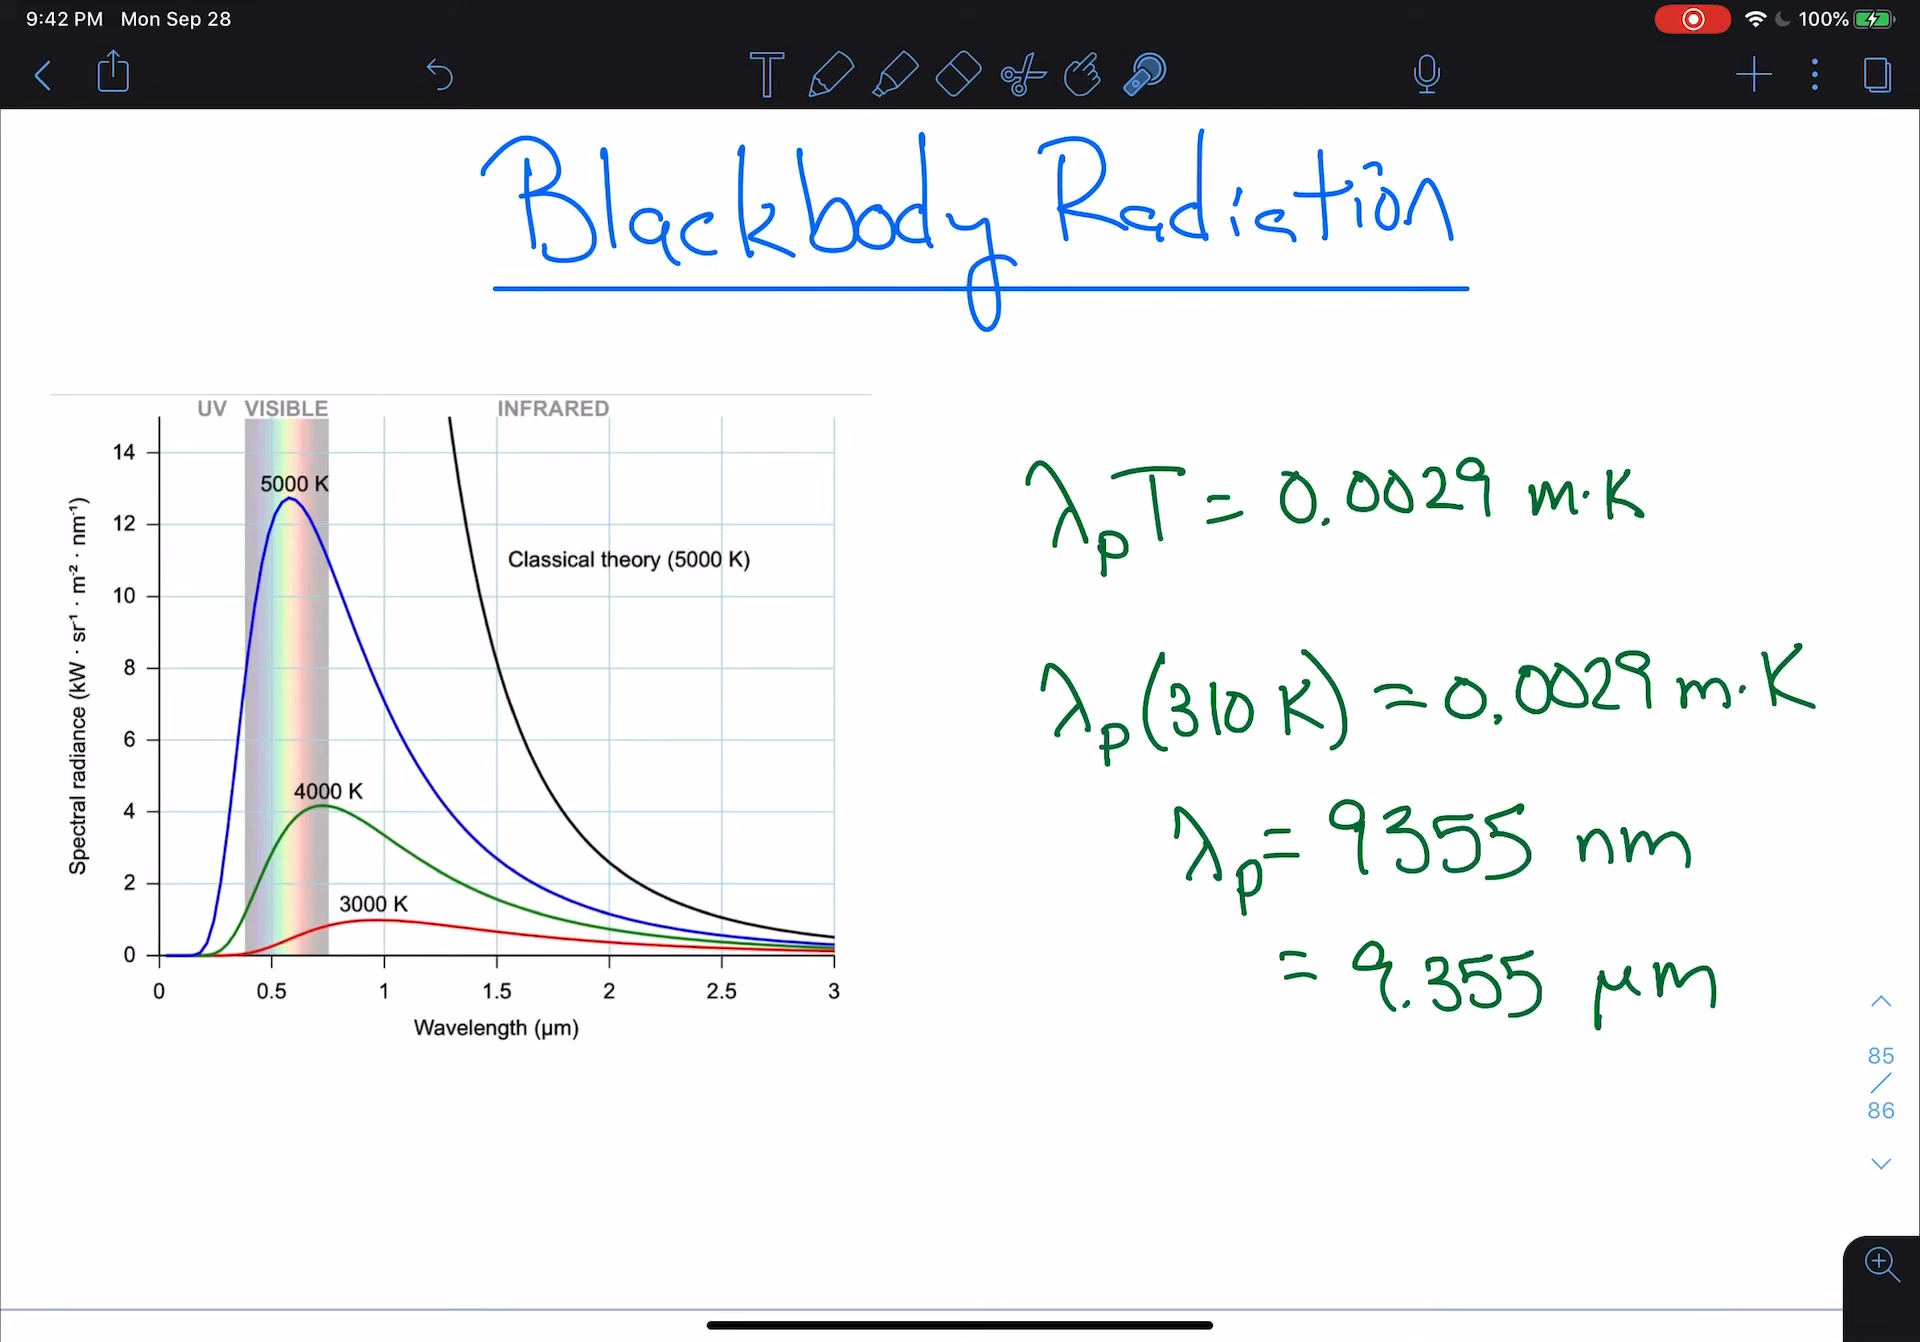 9:42 PM Mon Sep 28
100%
T
Blackbody Radiation
UV VISIBLE INFRARED
14
12
10
8
6
4
2
0
Spectral radiance (kW · sr⁻¹ · m⁻² · nm⁻¹)
5000 K
Classical theory (5000 K)
4000 K
3000 K
0 0.5 1 1.5 2 2.5 3
Wavelength (μm)
λₚT = 0.0029 m·K
λₚ(310 K) = 0.0029 m·K
λₚ = 9355 nm
= 9.355 μm
85
/
86